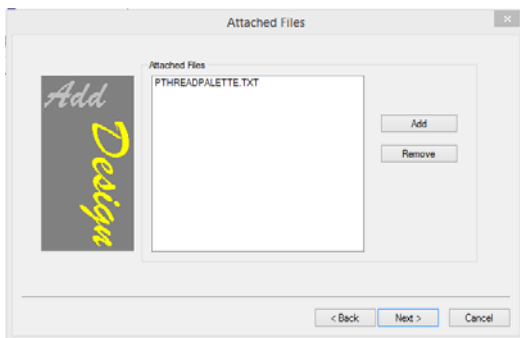 Attached Files
Attached Files
PTHREADPALETTE.TXT
Add
Design
Add
Remove
< Back
Next >
Cancel